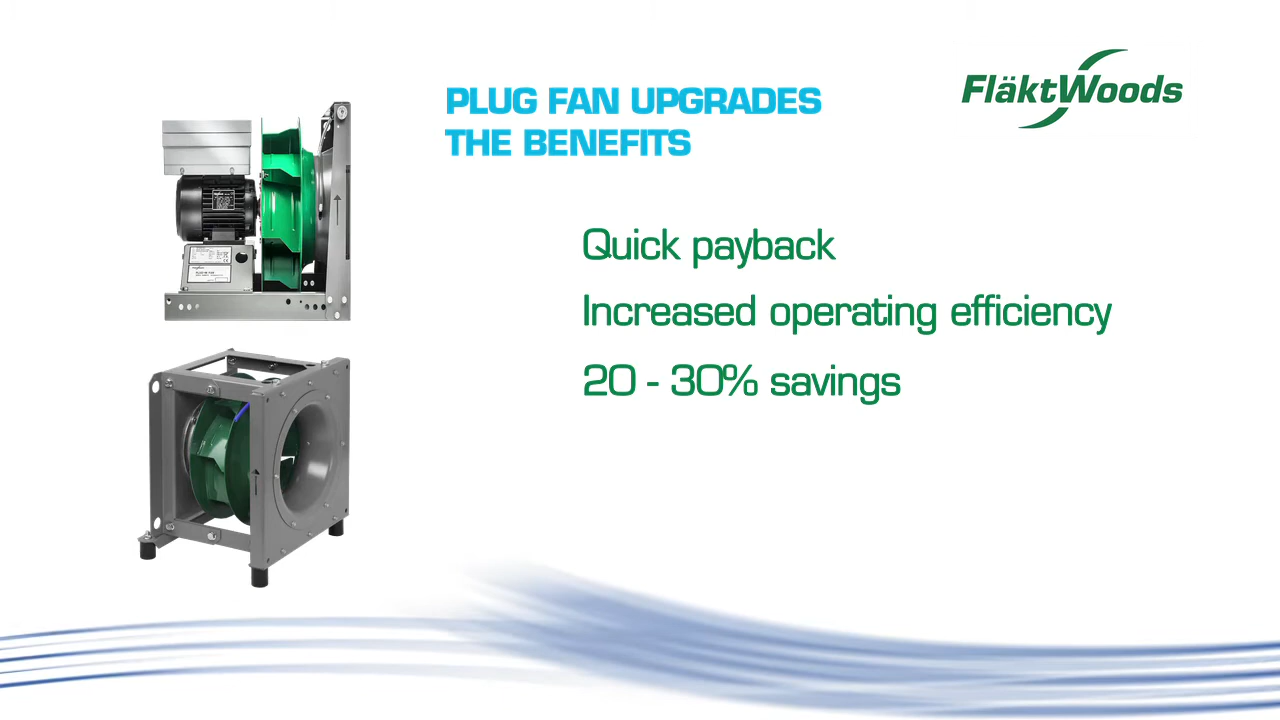 FläktWoods
PLUG FAN UPGRADES
THE BENEFITS
Quick payback
Increased operating efficiency
20 - 30% savings